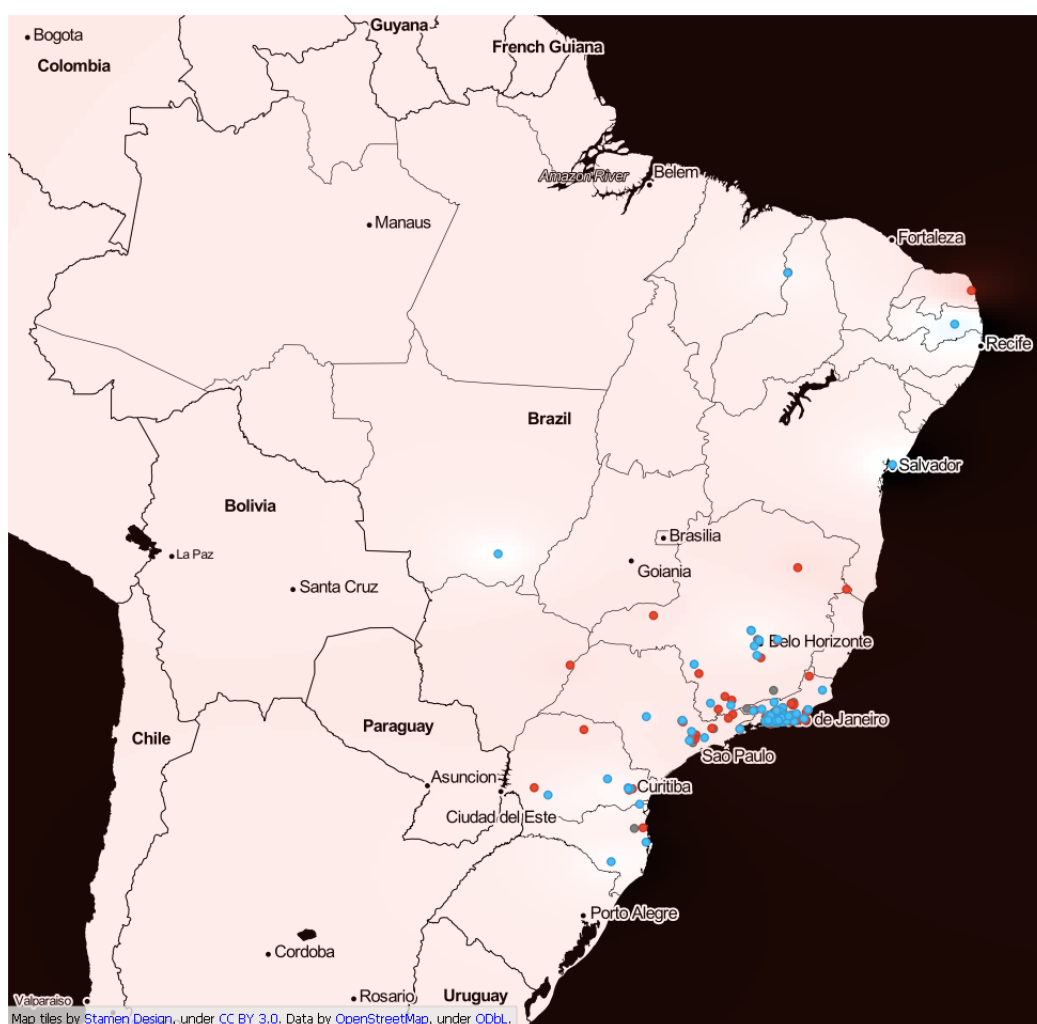 Guyana
Bogota
French Guiana
Colombia
Amazon River
Belem
Manaus
Fortaleza
Recife
Brazil
Salvador
Bolivia
Brasilia
La Paz
Goiania
Santa Cruz
Belo Horizonte
de Janeiro
Paraguay
Chile
Sao Paulo
Asuncion
Curitiba
Ciudad del Este
Porto Alegre
Cordoba
Rosario
Uruguay
Valparaiso
Map tiles by Stamen Design, under CC BY 3.0. Data by OpenStreetMap, under ODbL.